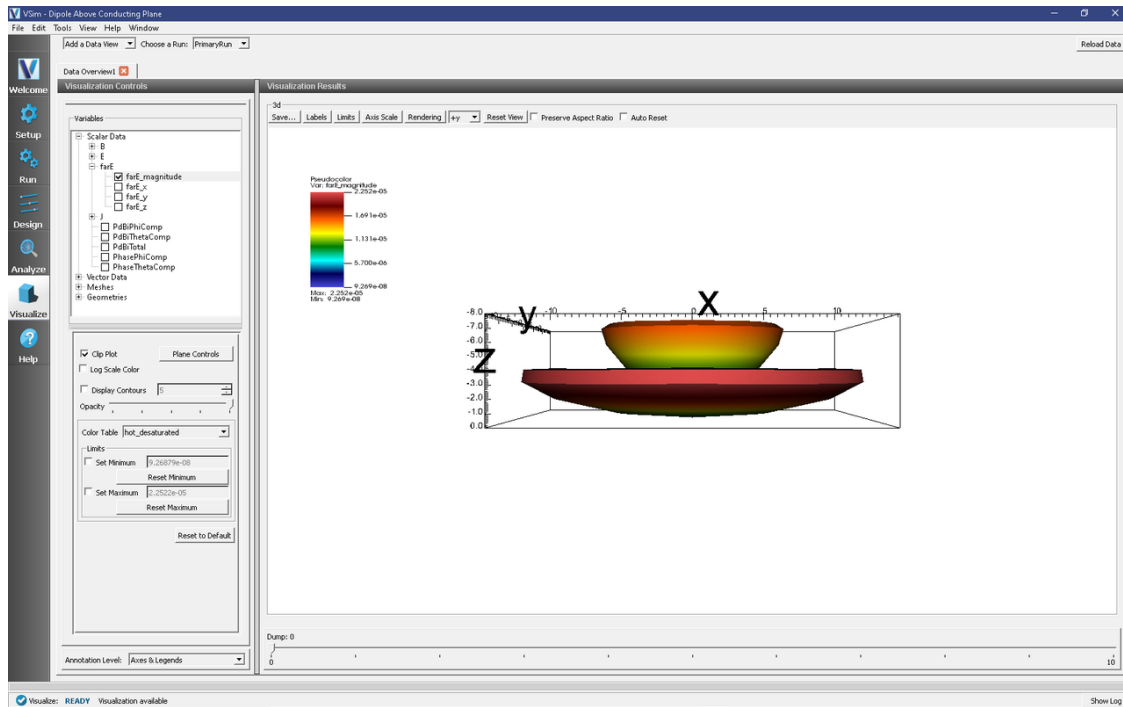 VSim - Dipole Above Conducting Plane
File Edit Tools View Help Window
Add a Data View Choose a Run: PrimaryRun Reload Data
Data Overview1
Welcome
Setup
Run
Design
Analyze
Visualize
Help
Visualization Controls
Variables
Scalar Data
B
E
farE
farE_magnitude
farE_x
farE_y
farE_z
J
PdBiPhiComp
PdBiThetaComp
PdBiTotal
PhasePhiComp
PhaseThetaComp
Vector Data
Meshes
Geometries
Clip Plot Plane Controls
Log Scale Color
Display Contours 5
Opacity
Color Table hot_desaturated
Limits
Set Minimum 9.26879e-08
Reset Minimum
Set Maximum 2.2522e-05
Reset Maximum
Reset to Default
Annotation Level: Axes & Legends
Visualization Results
3d
Save... Labels Limits Axis Scale Rendering +y Reset View Preserve Aspect Ratio Auto Reset
Pseudocolor
Var: farE_magnitude
2.252e-05
1.691e-05
1.131e-05
5.700e-06
9.269e-08
Max: 2.252e-05
Min: 9.269e-08
X
Y
Z
-10 -5 0 5 10
-8.0
-7.0
-6.0
-5.0
-3.0
-2.0
-1.0
0.0
Dump: 0
0 10
Visualize: READY Visualization available Show Log